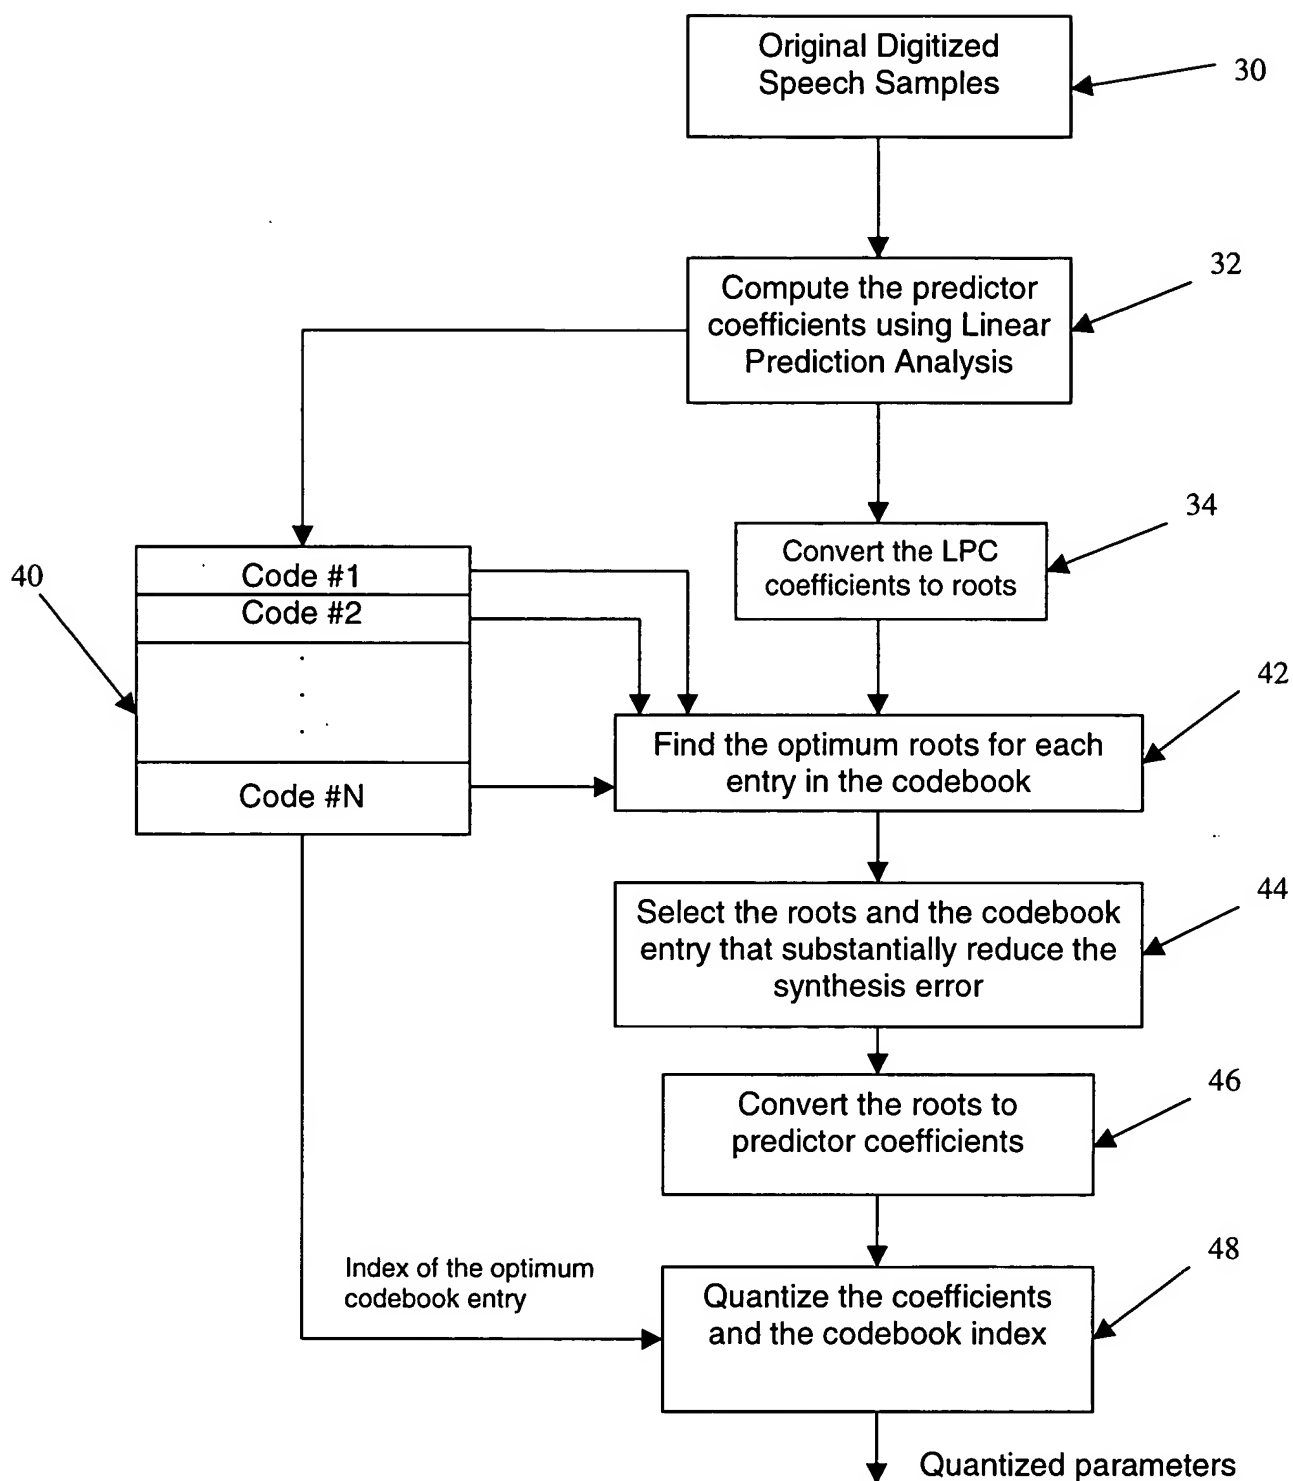 Original Digitized
Speech Samples
30
Compute the predictor
coefficients using Linear
Prediction Analysis
32
Convert the LPC
coefficients to roots
34
40
Code #1
Code #2
.
.
.
Code #N
Find the optimum roots for each
entry in the codebook
42
Select the roots and the codebook
entry that substantially reduce the
synthesis error
44
Convert the roots to
predictor coefficients
46
Index of the optimum
codebook entry
Quantize the coefficients
and the codebook index
48
Quantized parameters